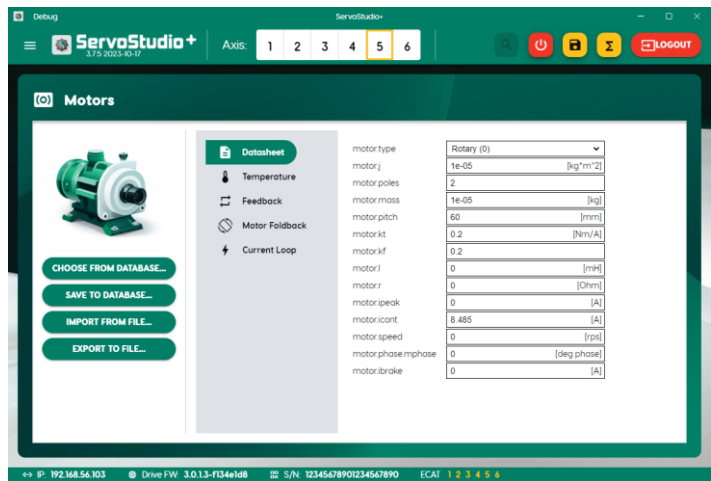 Debug
ServoStudio+
ServoStudio+
3.7.5 2023-10-17
Axis: 1 2 3 4 5 6
Σ
LOGOUT
Motors
CHOOSE FROM DATABASE...
SAVE TO DATABASE...
IMPORT FROM FILE...
EXPORT TO FILE...
Datasheet
Temperature
Feedback
Motor Foldback
Current Loop
motor.type Rotary (0)
motor.j 1e-05 [kg*m^2]
motor.poles 2
motor.mass 1e-05 [kg]
motor.pitch 60 [mm]
motor.kt 0.2 [Nm/A]
motor.kf 0.2
motor.l 0 [mH]
motor.r 0 [Ohm]
motor.ipeak 0 [A]
motor.icont 8.485 [A]
motor.speed 0 [rps]
motor.phase.mphase 0 [deg phase]
motor.ibrake 0 [A]
IP: 192.168.56.103 Drive FW: 3.0.1.3-f134e1d8 S/N: 12345678901234567890 ECAT 1 2 3 4 5 6